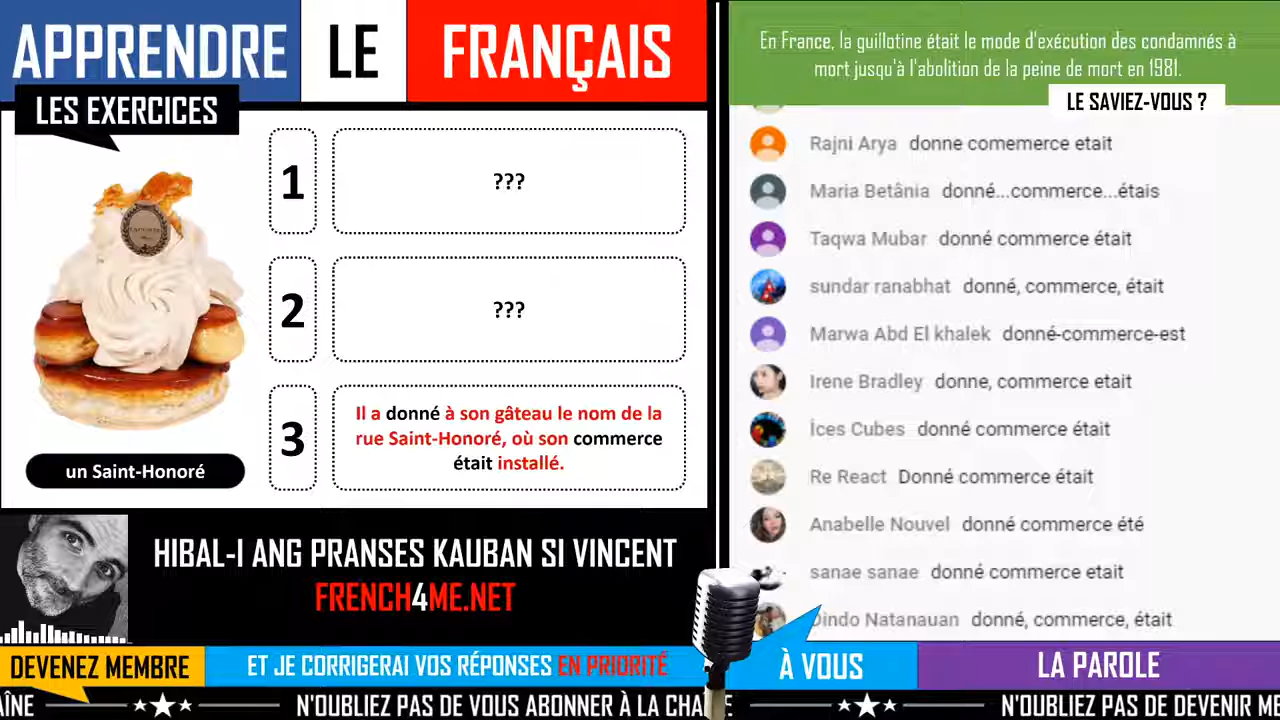 APPRENDRE LE FRANÇAIS
LES EXERCICES
1
???
2
???
3
Il a donné à son gâteau le nom de la
rue Saint-Honoré, où son commerce
était installé.
un Saint-Honoré
HIBAL-I ANG PRANSES KAUBAN SI VINCENT
FRENCH4ME.NET
En France, la guillotine était le mode d'exécution des condamnés à
mort jusqu'à l'abolition de la peine de mort en 1981.
LE SAVIEZ-VOUS ?
Rajni Arya donne comemerce etait
Maria Betânia donné...commerce...étais
Taqwa Mubar donné commerce était
sundar ranabhat donné, commerce, était
Marwa Abd El khalek donné-commerce-est
Irene Bradley donne, commerce etait
İces Cubes donné commerce était
Re React Donné commerce était
Anabelle Nouvel donné commerce été
sanae sanae donné commerce etait
Dindo Natanauan donné, commerce, était
DEVENEZ MEMBRE
ET JE CORRIGERAI VOS RÉPONSES EN PRIORITÉ
À VOUS
LA PAROLE
AÎNE N'OUBLIEZ PAS DE VOUS ABONNER À LA CHA NE N'OUBLIEZ PAS DE DEVENIR ME